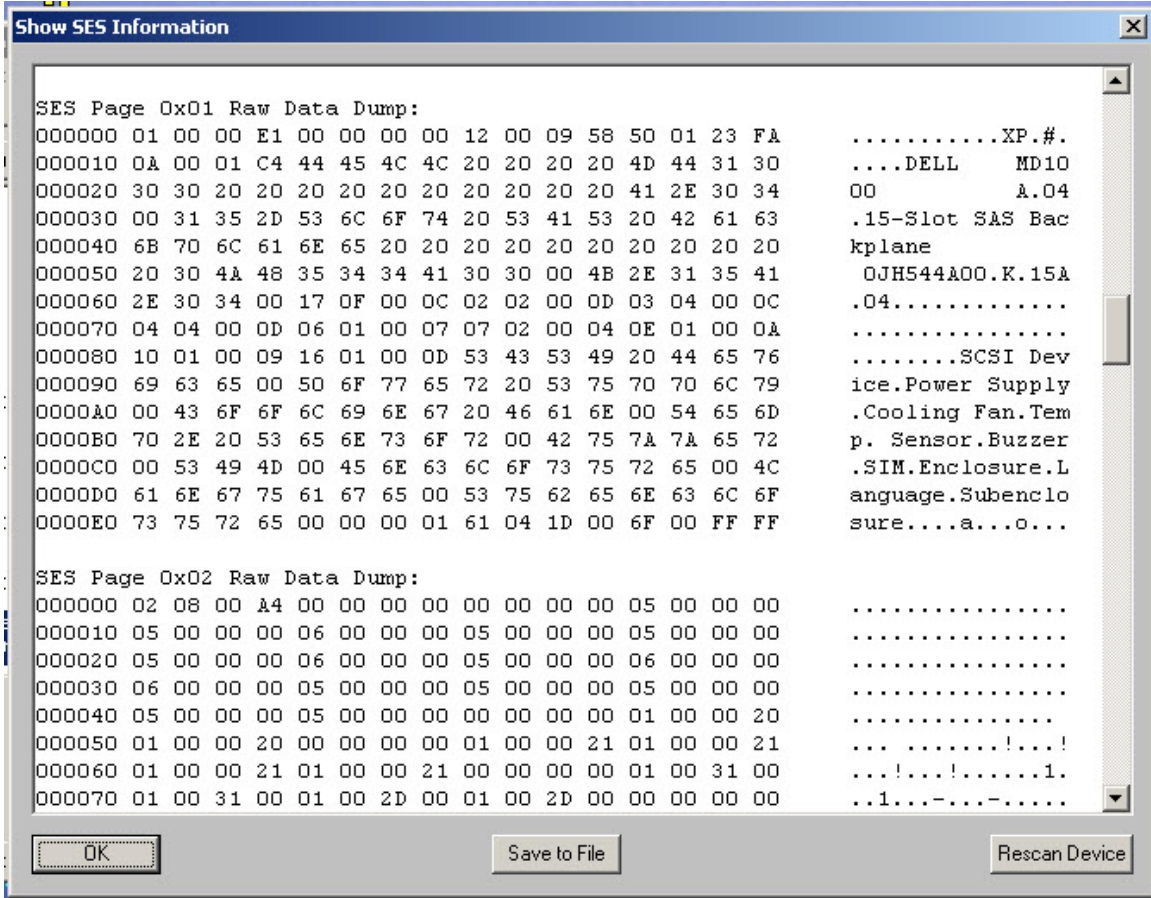 Show SES Information
SES Page 0x01 Raw Data Dump:
000000 01 00 00 E1 00 00 00 00 12 00 09 58 50 01 23 FA ...........XP.#.
000010 0A 00 01 C4 44 45 4C 4C 20 20 20 20 4D 44 31 30 ....DELL    MD10
000020 30 30 20 20 20 20 20 20 20 20 20 20 41 2E 30 34 00          A.04
000030 00 31 35 2D 53 6C 6F 74 20 53 41 53 20 42 61 63 .15-Slot SAS Bac
000040 6B 70 6C 61 6E 65 20 20 20 20 20 20 20 20 20 20 kplane
000050 20 30 4A 48 35 34 34 41 30 30 00 4B 2E 31 35 41  0JH544A00.K.15A
000060 2E 30 34 00 17 0F 00 0C 02 02 00 0D 03 04 00 0C .04.............
000070 04 04 00 0D 06 01 00 07 07 02 00 04 0E 01 00 0A ................
000080 10 01 00 09 16 01 00 0D 53 43 53 49 20 44 65 76 ........SCSI Dev
000090 69 63 65 00 50 6F 77 65 72 20 53 75 70 70 6C 79 ice.Power Supply
0000A0 00 43 6F 6F 6C 69 6E 67 20 46 61 6E 00 54 65 6D .Cooling Fan.Tem
0000B0 70 2E 20 53 65 6E 73 6F 72 00 42 75 7A 7A 65 72 p. Sensor.Buzzer
0000C0 00 53 49 4D 00 45 6E 63 6C 6F 73 75 72 65 00 4C .SIM.Enclosure.L
0000D0 61 6E 67 75 61 67 65 00 53 75 62 65 6E 63 6C 6F anguage.Subenclo
0000E0 73 75 72 65 00 00 00 01 61 04 1D 00 6F 00 FF FF sure....a...o...
SES Page 0x02 Raw Data Dump:
000000 02 08 00 A4 00 00 00 00 00 00 00 00 05 00 00 00 ................
000010 05 00 00 00 06 00 00 00 05 00 00 00 05 00 00 00 ................
000020 05 00 00 00 06 00 00 00 05 00 00 00 06 00 00 00 ................
000030 06 00 00 00 05 00 00 00 05 00 00 00 05 00 00 00 ................
000040 05 00 00 00 05 00 00 00 00 00 00 00 01 00 00 20 ...............
000050 01 00 00 20 00 00 00 00 01 00 00 21 01 00 00 21 ... .......!...!
000060 01 00 00 21 01 00 00 21 00 00 00 00 01 00 31 00 ...!...!......1.
000070 01 00 31 00 01 00 2D 00 01 00 2D 00 00 00 00 00 ..1...-...-.....
OK
Save to File
Rescan Device